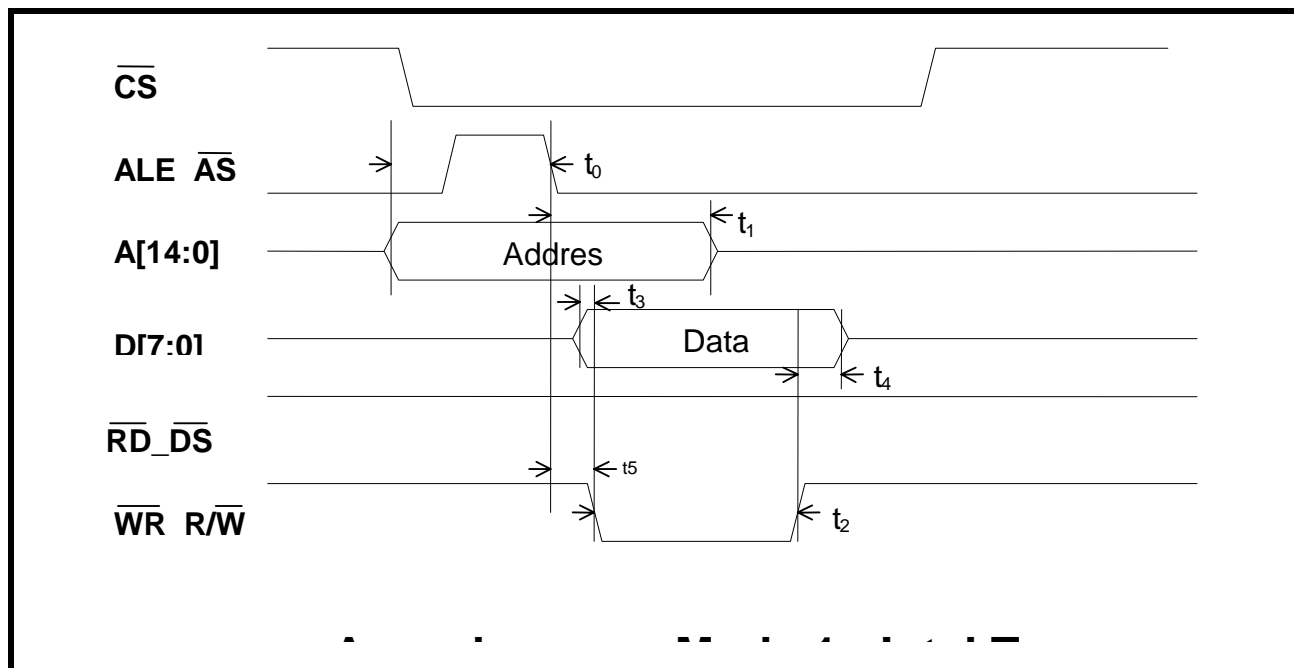 CS
ALE AS
t0
A[14:0]
Addres
t1
D[7:0]
t3
Data
t4
RD_DS
t5
WR R/W
t2